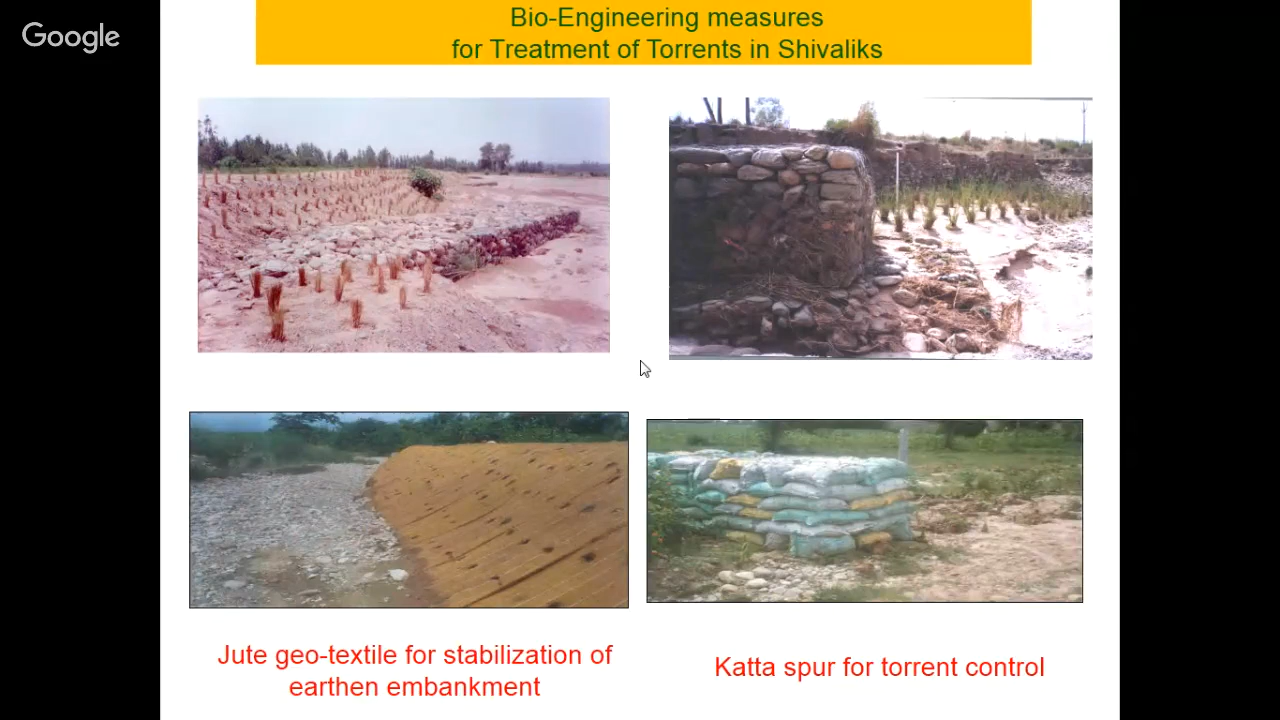 Google
Bio-Engineering measures
for Treatment of Torrents in Shivaliks
Jute geo-textile for stabilization of
earthen embankment
Katta spur for torrent control